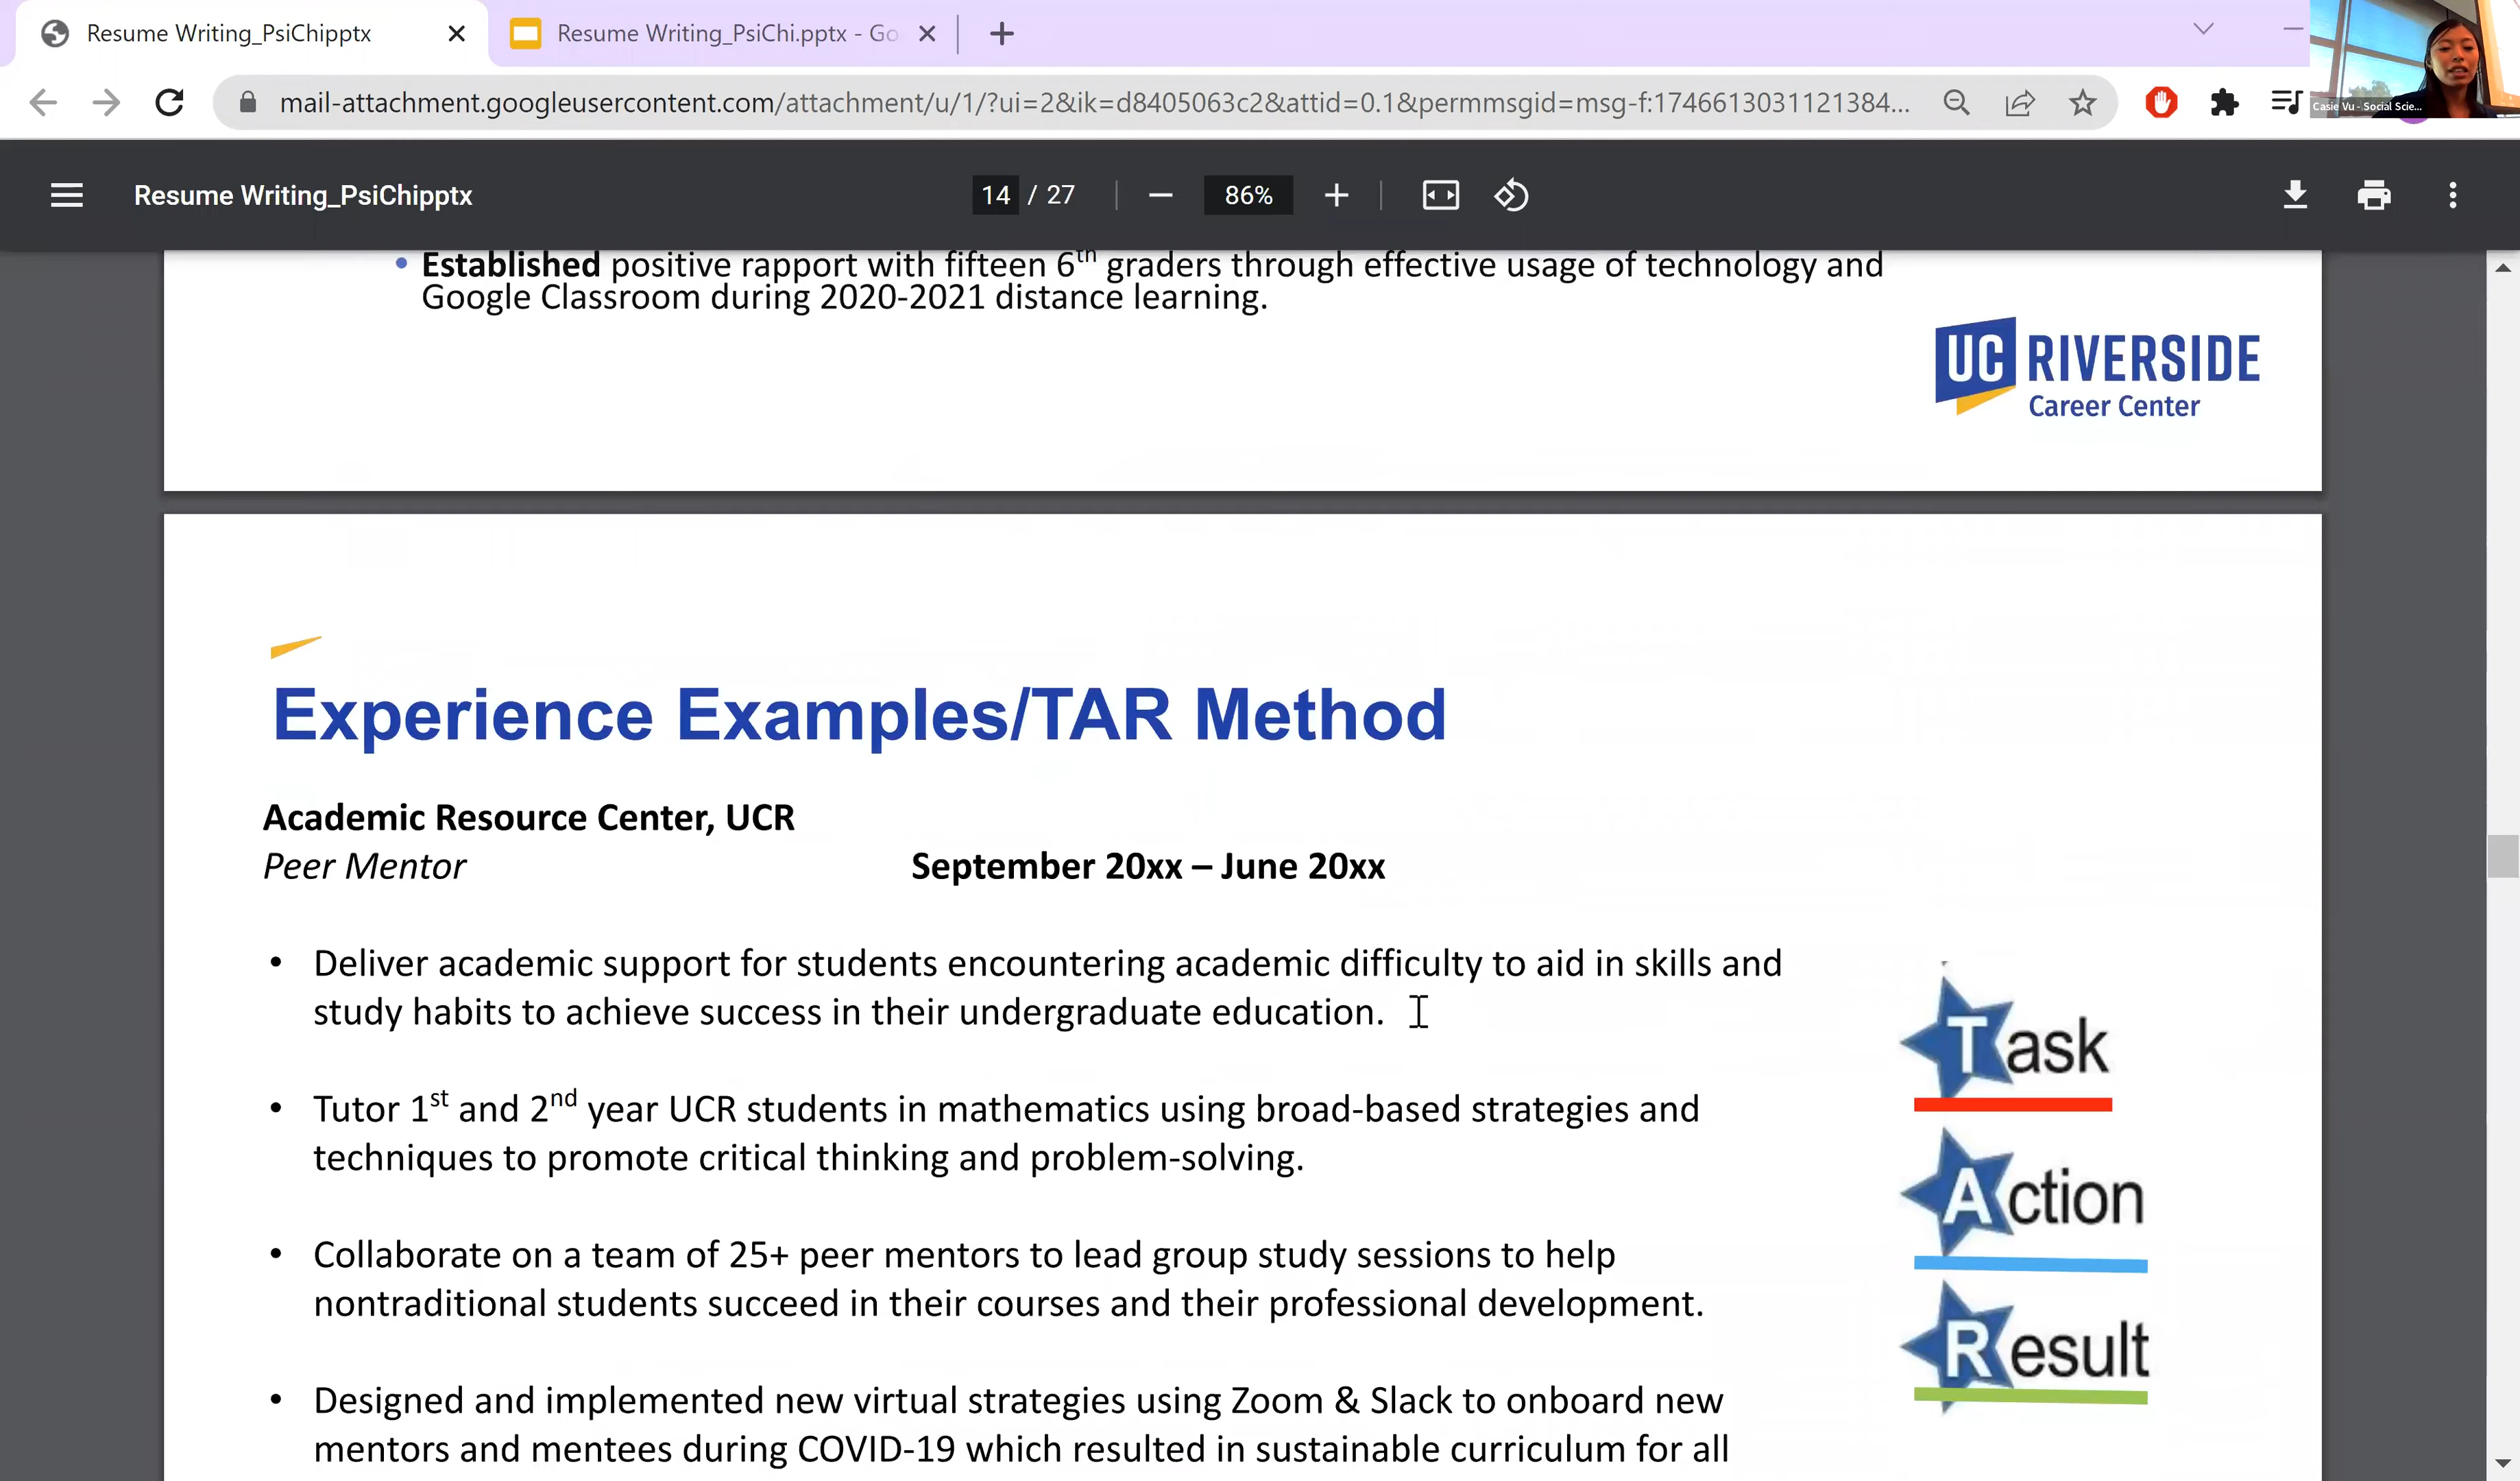 Resume Writing_PsiChipptx
Resume Writing_PsiChi.pptx - Go
mail-attachment.googleusercontent.com/attachment/u/1/?ui=2&ik=d8405063c2&attid=0.1&permmsgid=msg-f:1746613031121384...
Casie Vu - Social Scie...
Resume Writing_PsiChipptx
14 / 27
86%
• Established positive rapport with fifteen 6th graders through effective usage of technology and
Google Classroom during 2020-2021 distance learning.
UC RIVERSIDE
Career Center
Experience Examples/TAR Method
Academic Resource Center, UCR
Peer Mentor September 20xx – June 20xx
• Deliver academic support for students encountering academic difficulty to aid in skills and
study habits to achieve success in their undergraduate education.
• Tutor 1st and 2nd year UCR students in mathematics using broad-based strategies and
techniques to promote critical thinking and problem-solving.
• Collaborate on a team of 25+ peer mentors to lead group study sessions to help
nontraditional students succeed in their courses and their professional development.
• Designed and implemented new virtual strategies using Zoom & Slack to onboard new
mentors and mentees during COVID-19 which resulted in sustainable curriculum for all
Task
Action
Result